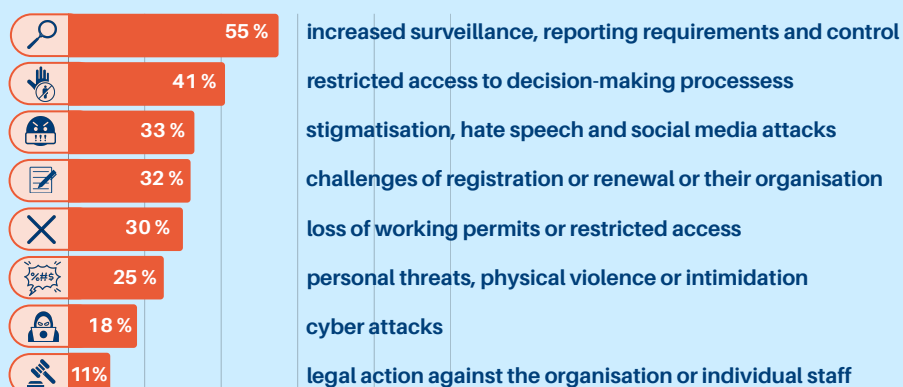 55 % increased surveillance, reporting requirements and control
41 % restricted access to decision-making processess
33 % stigmatisation, hate speech and social media attacks
32 % challenges of registration or renewal or their organisation
30 % loss of working permits or restricted access
%#$) 25 % personal threats, physical violence or intimidation
18 % cyber attacks
11% legal action against the organisation or individual staff